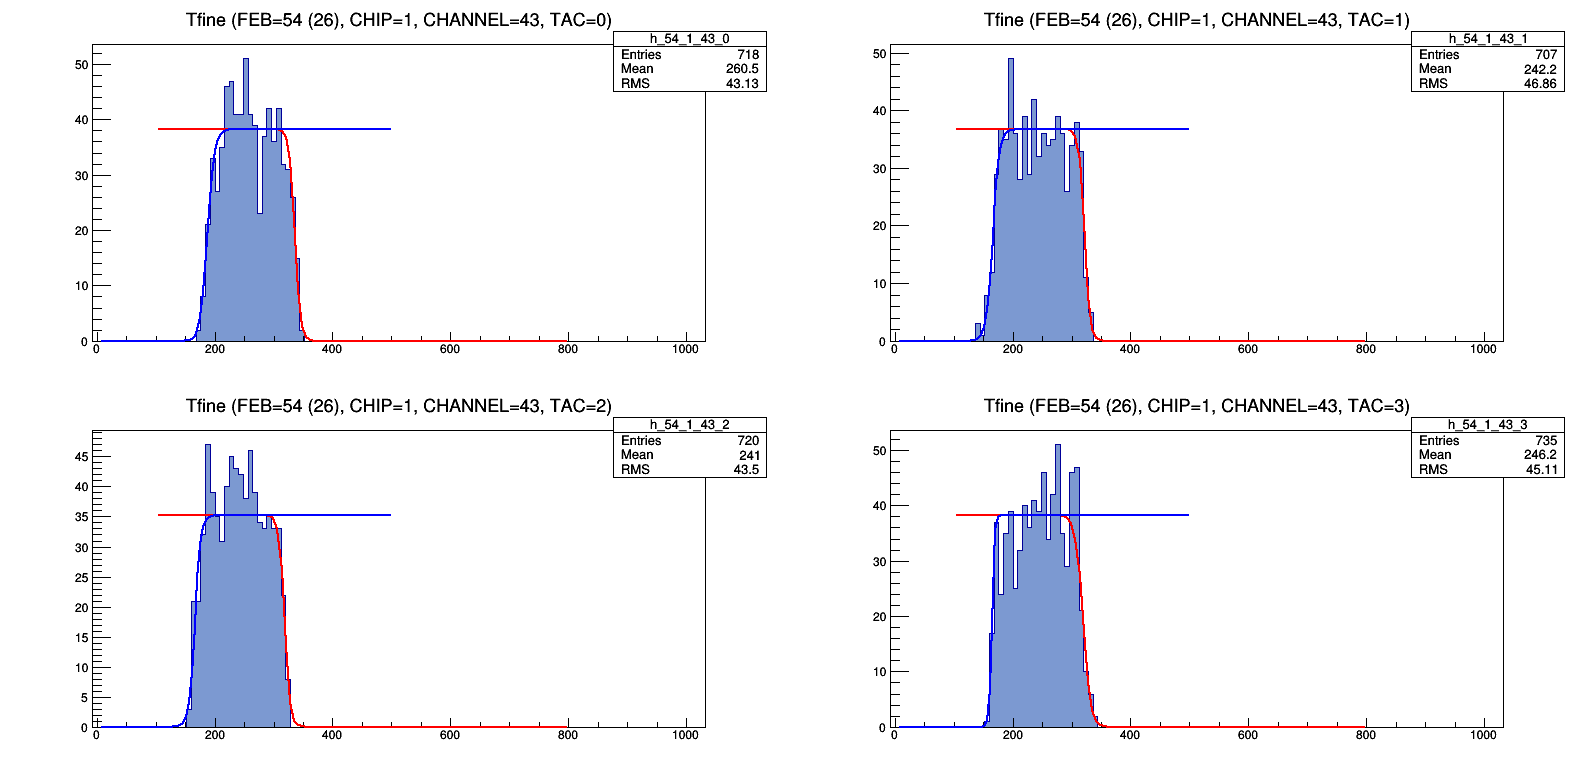 Tfine (FEB=54 (26), CHIP=1, CHANNEL=43, TAC=0)
h_54_1_43_0
Entries 718
Mean 260.5
RMS 43.13
50
40
30
20
10
0
0 200 400 600 800 1000
Tfine (FEB=54 (26), CHIP=1, CHANNEL=43, TAC=1)
h_54_1_43_1
Entries 707
Mean 242.2
RMS 46.86
50
40
30
20
10
0
0 200 400 600 800 1000
Tfine (FEB=54 (26), CHIP=1, CHANNEL=43, TAC=2)
h_54_1_43_2
Entries 720
Mean 241
RMS 43.5
45
40
35
30
25
20
15
10
5
0
0 200 400 600 800 1000
Tfine (FEB=54 (26), CHIP=1, CHANNEL=43, TAC=3)
h_54_1_43_3
Entries 735
Mean 246.2
RMS 45.11
50
40
30
20
10
0
0 200 400 600 800 1000